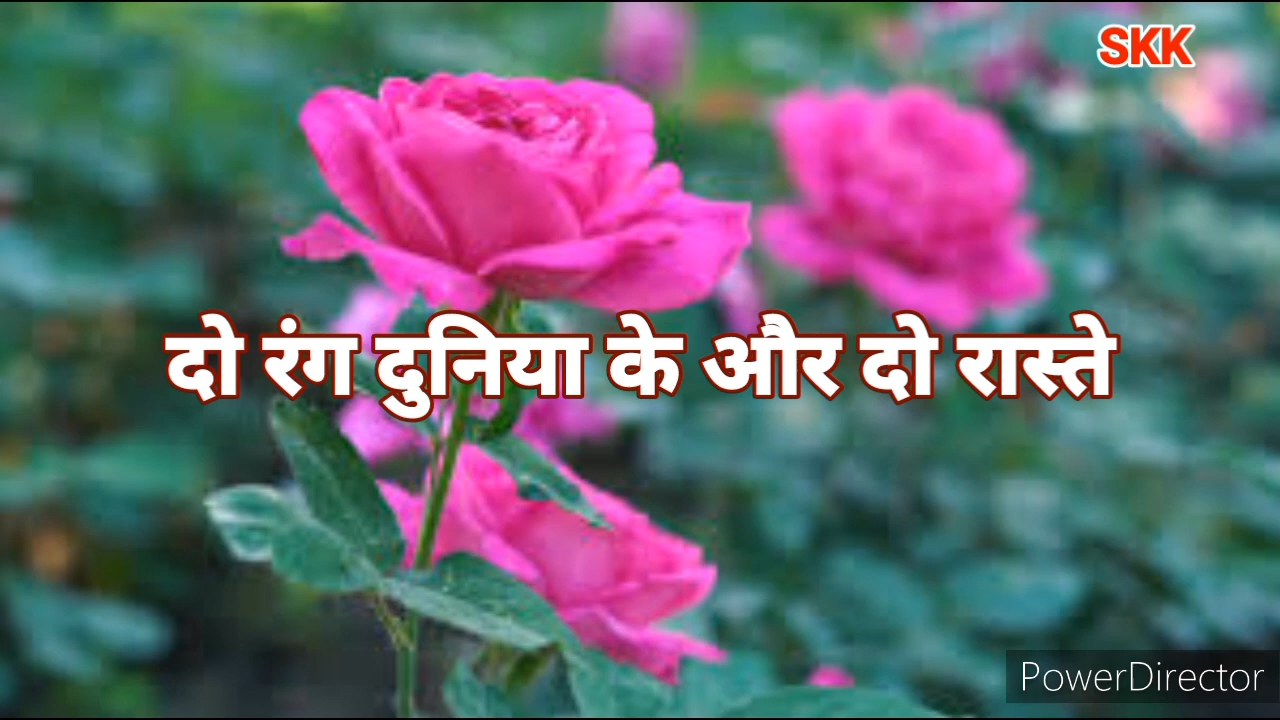 SKK
दो रंग दुनिया के और दो रास्ते
PowerDirector